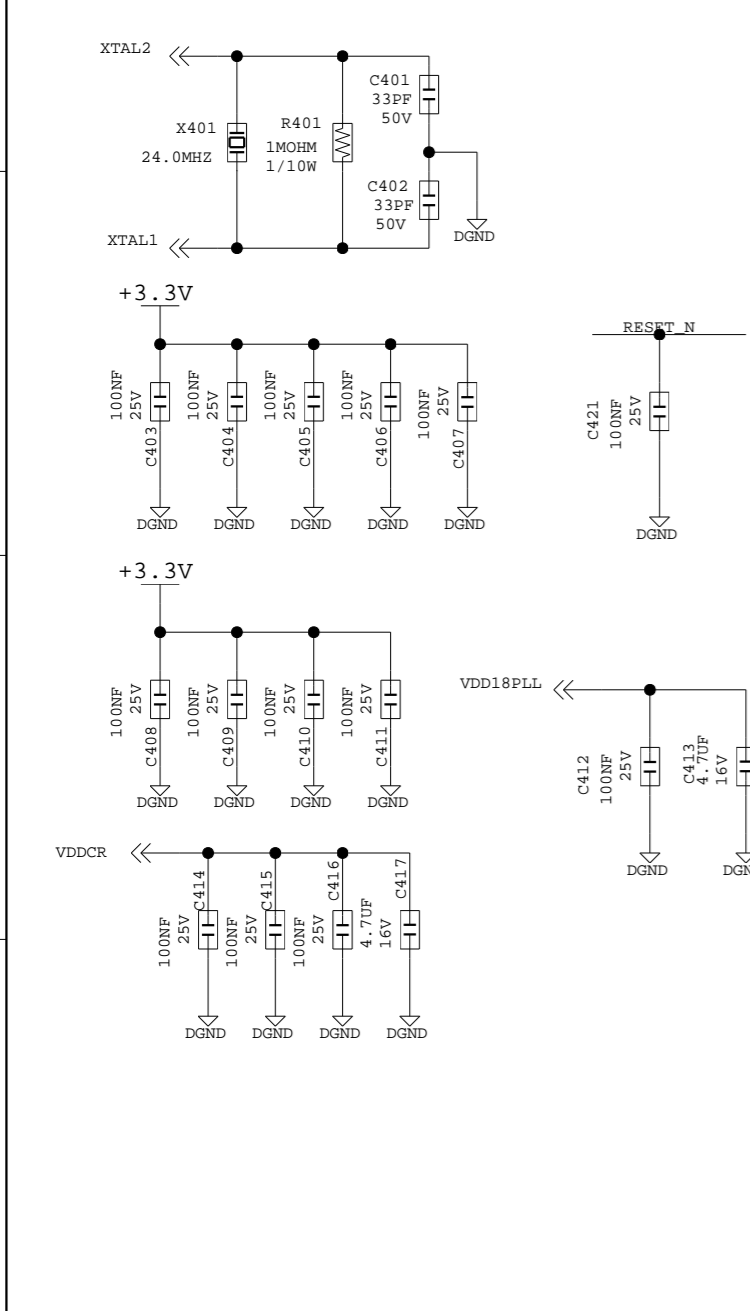 XTAL2
C401
33PF
50V
X401
24.0MHZ
R401
1MOHM
1/10W
C402
33PF
50V
XTAL1
DGND
+3.3V
RESET_N
100NF
25V
C403
100NF
25V
C404
100NF
25V
C405
100NF
25V
C406
100NF
25V
C407
C421
100NF
25V
DGND
DGND
DGND
DGND
DGND
DGND
+3.3V
100NF
25V
C408
100NF
25V
C409
100NF
25V
C410
100NF
25V
C411
DGND
DGND
DGND
DGND
VDD18PLL
C412
100NF
25V
C413
4.7UF
16V
DGND
VDDCR
C414
100NF
25V
C415
100NF
25V
C416
100NF
25V
C417
4.7UF
16V
DGND
DGND
DGND
DGND